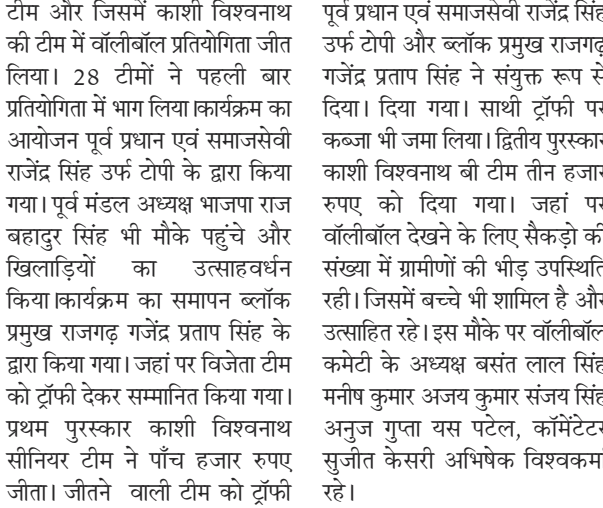 टीम और जिसमें काशी विश्वनाथ
की टीम में वॉलीबॉल प्रतियोगिता जीत
लिया। 28 टीमों ने पहली बार
प्रतियोगिता में भाग लिया।कार्यक्रम का
आयोजन पूर्व प्रधान एवं समाजसेवी
राजेंद्र सिंह उर्फ टोपी के द्वारा किया
गया। पूर्व मंडल अध्यक्ष भाजपा राज
बहादुर सिंह भी मौके पहुंचे और
खिलाड़ियों का उत्साहवर्धन
किया।कार्यक्रम का समापन ब्लॉक
प्रमुख राजगढ़ गजेंद्र प्रताप सिंह के
द्वारा किया गया। जहां पर विजेता टीम
को ट्रॉफी देकर सम्मानित किया गया।
प्रथम पुरस्कार काशी विश्वनाथ
सीनियर टीम ने पाँच हजार रुपए
जीता। जीतने वाली टीम को ट्रॉफी
पूर्व प्रधान एवं समाजसेवी राजेंद्र सिंह
उर्फ टोपी और ब्लॉक प्रमुख राजगढ़
गजेंद्र प्रताप सिंह ने संयुक्त रूप से
दिया। दिया गया। साथी ट्रॉफी पर
कब्जा भी जमा लिया। द्वितीय पुरस्कार
काशी विश्वनाथ बी टीम तीन हजार
रुपए को दिया गया। जहां पर
वॉलीबॉल देखने के लिए सैकड़ो की
संख्या में ग्रामीणों की भीड़ उपस्थिति
रही। जिसमें बच्चे भी शामिल है और
उत्साहित रहे। इस मौके पर वॉलीबॉल
कमेटी के अध्यक्ष बसंत लाल सिंह
मनीष कुमार अजय कुमार संजय सिंह
अनुज गुप्ता यस पटेल, कॉमेंटेटर
सुजीत केसरी अभिषेक विश्वकर्मा
रहे।